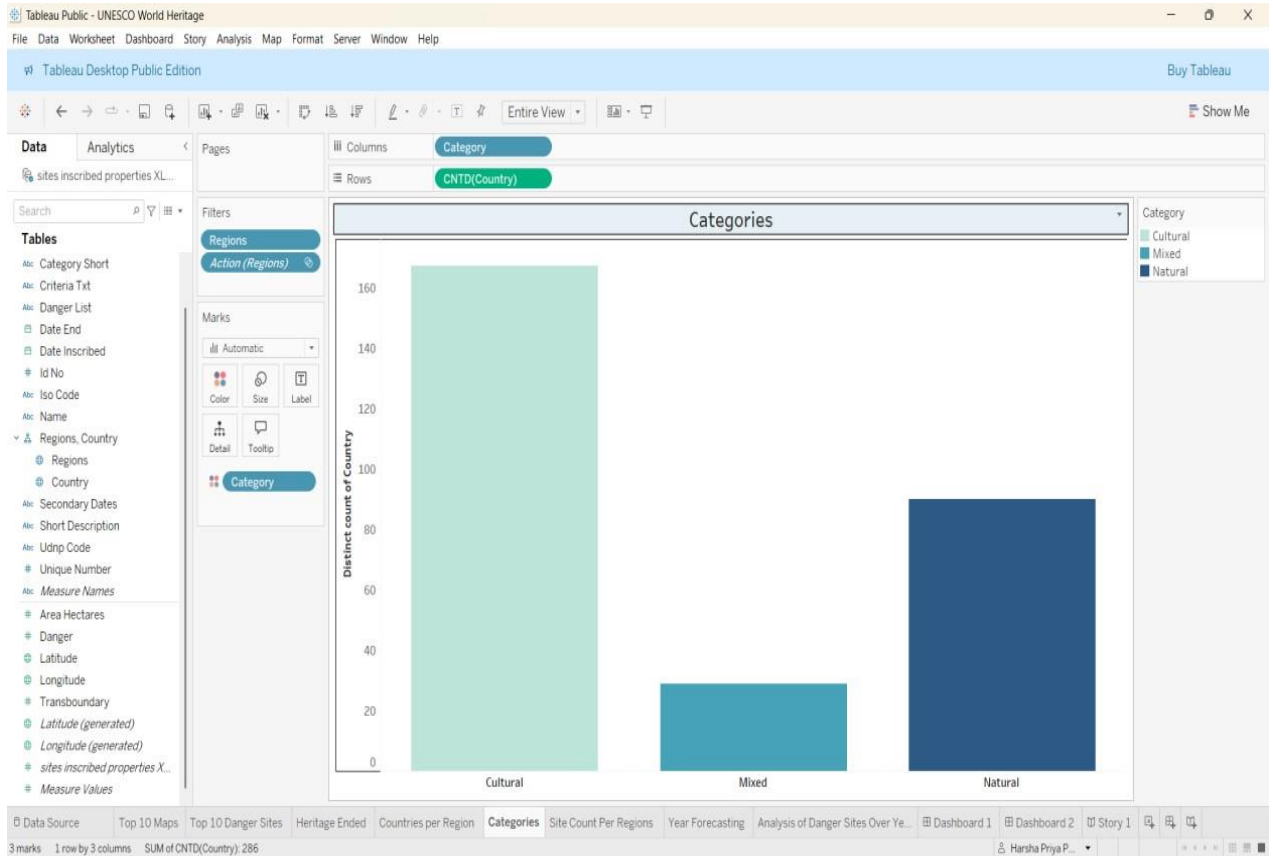 Tableau Public - UNESCO World Heritage
File Data Worksheet Dashboard Story Analysis Map Format Server Window Help
Tableau Desktop Public Edition
Buy Tableau
Entire View
Show Me
Data
Analytics
Pages
Columns
Category
sites inscribed properties XL...
Rows
CNTD(Country)
Search
Filters
Categories
Category
Tables
Regions
Cultural
Category Short
Action (Regions)
Mixed
Criteria Txt
Natural
Danger List
Date End
Date Inscribed
Id No
Iso Code
Name
Regions, Country
Regions
Country
Secondary Dates
Short Description
Udnp Code
Unique Number
Measure Names
Area Hectares
Danger
Latitude
Longitude
Transboundary
Latitude (generated)
Longitude (generated)
sites inscribed properties X...
Measure Values
Marks
Automatic
Color
Size
Label
Detail
Tooltip
Category
Distinct count of Country
160
140
120
100
80
60
40
20
0
Cultural
Mixed
Natural
Data Source
Top 10 Maps
Top 10 Danger Sites
Heritage Ended
Countries per Region
Categories
Site Count Per Regions
Year Forecasting
Analysis of Danger Sites Over Ye...
Dashboard 1
Dashboard 2
Story 1
3 marks 1 row by 3 columns SUM of CNTD(Country): 286
Harsha Priya P...